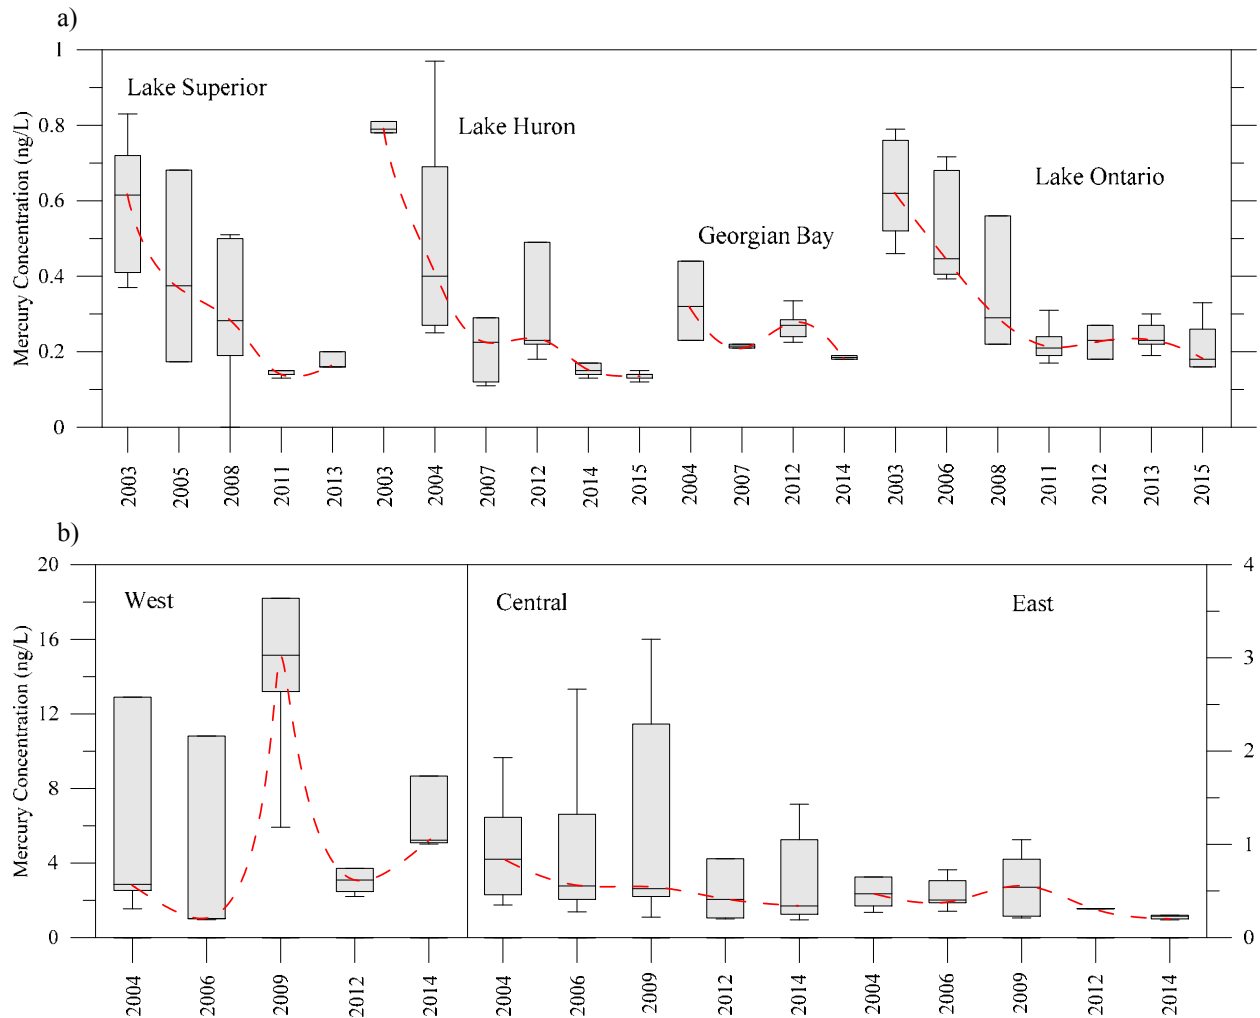 a)
1
Lake Superior
0.8
Lake Huron
Mercury Concentration (ng/L)
Lake Ontario
0.6
Georgian Bay
0.4
0.2
0
2003 2005 2008 2011 2013 2003 2004 2007 2012 2014 2015 2004 2007 2012 2014 2003 2006 2008 2011 2012 2013 2015
b)
20 4
West Central East
16
3
Mercury Concentration (ng/L)
12
2
8
4 1
0 0
2004 2006 2009 2012 2014 2004 2006 2009 2012 2014 2004 2006 2009 2012 2014